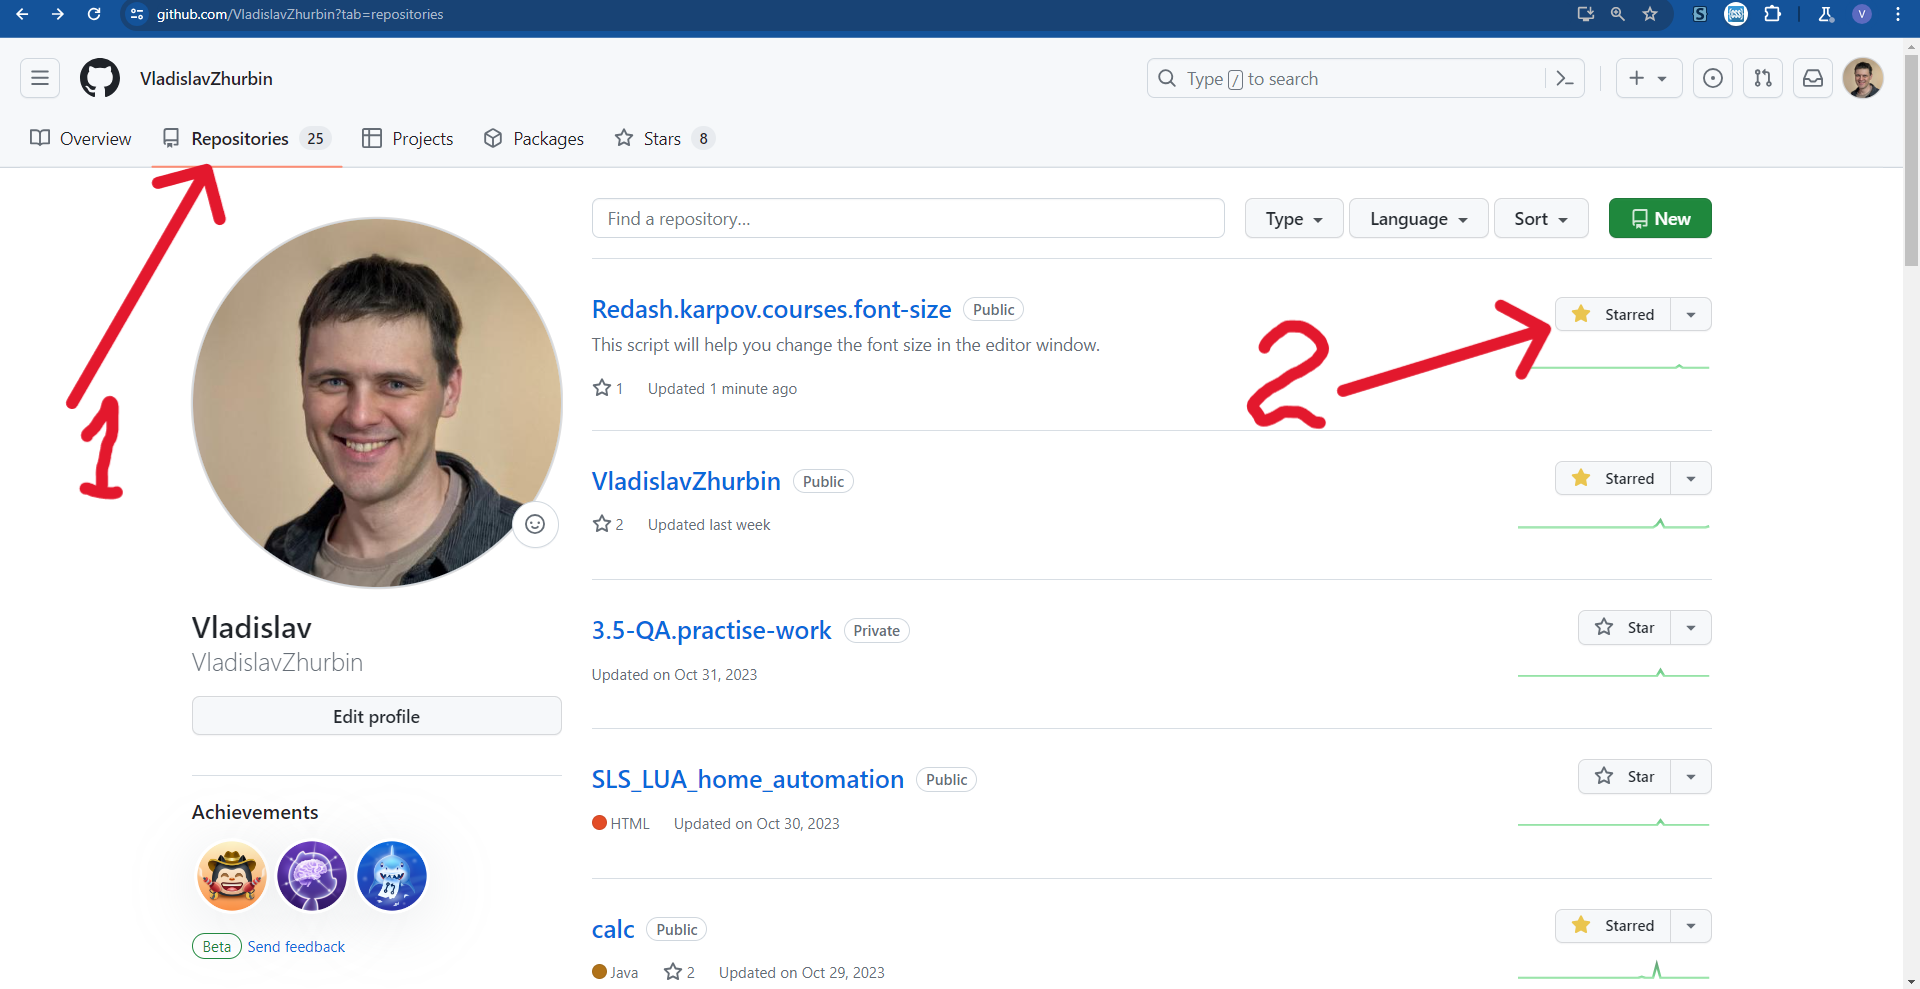 github.com/VladislavZhurbin?tab=repositories
VladislavZhurbin
Type / to search
Overview Repositories 25 Projects Packages Stars 8
Find a repository... Type Language Sort New
Redash.karpov.courses.font-size Public Starred
This script will help you change the font size in the editor window.
1 Updated 1 minute ago
1
2
VladislavZhurbin Public Starred
2 Updated last week
Vladislav
VladislavZhurbin
Edit profile
3.5-QA.practise-work Private Star
Updated on Oct 31, 2023
SLS_LUA_home_automation Public Star
HTML Updated on Oct 30, 2023
Achievements
Beta Send feedback
calc Public Starred
Java 2 Updated on Oct 29, 2023